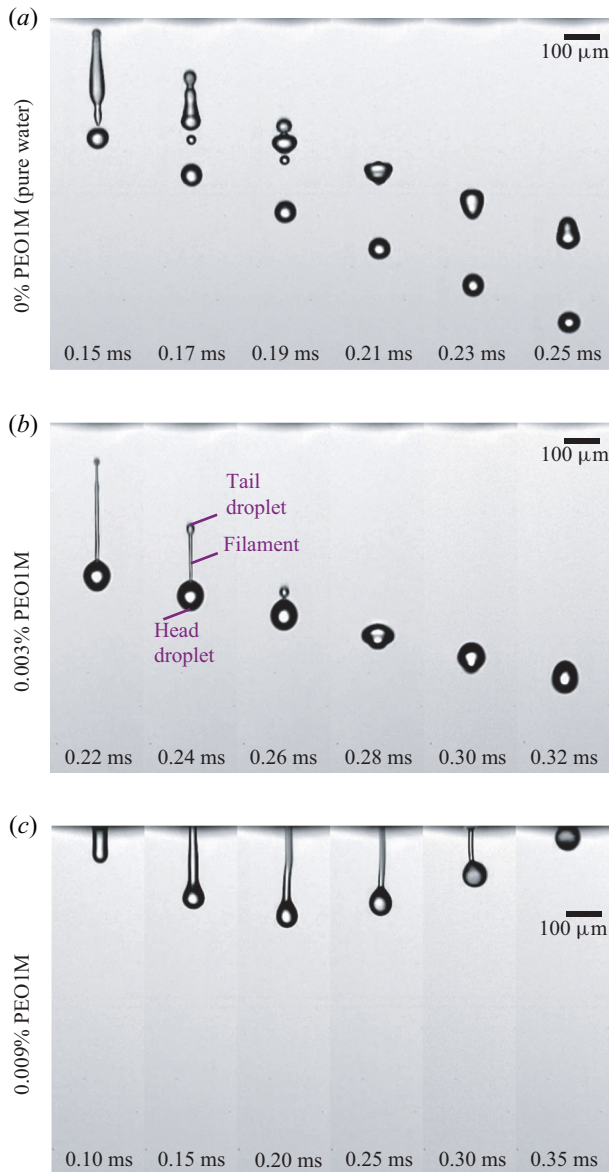 (a)
0% PEO1M (pure water)
100 μm
0.15 ms 0.17 ms 0.19 ms 0.21 ms 0.23 ms 0.25 ms
(b)
0.003% PEO1M
100 μm
Tail
droplet
Filament
Head
droplet
0.22 ms 0.24 ms 0.26 ms 0.28 ms 0.30 ms 0.32 ms
(c)
0.009% PEO1M
100 μm
0.10 ms 0.15 ms 0.20 ms 0.25 ms 0.30 ms 0.35 ms